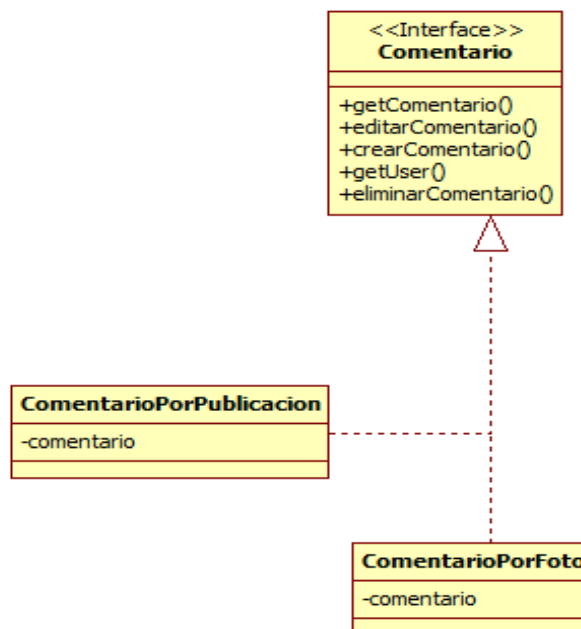 <<Interface>>
Comentario
+getComentario()
+editarComentario()
+crearComentario()
+getUser()
+eliminarComentario()
ComentarioPorPublicacion
-comentario
ComentarioPorFoto
-comentario